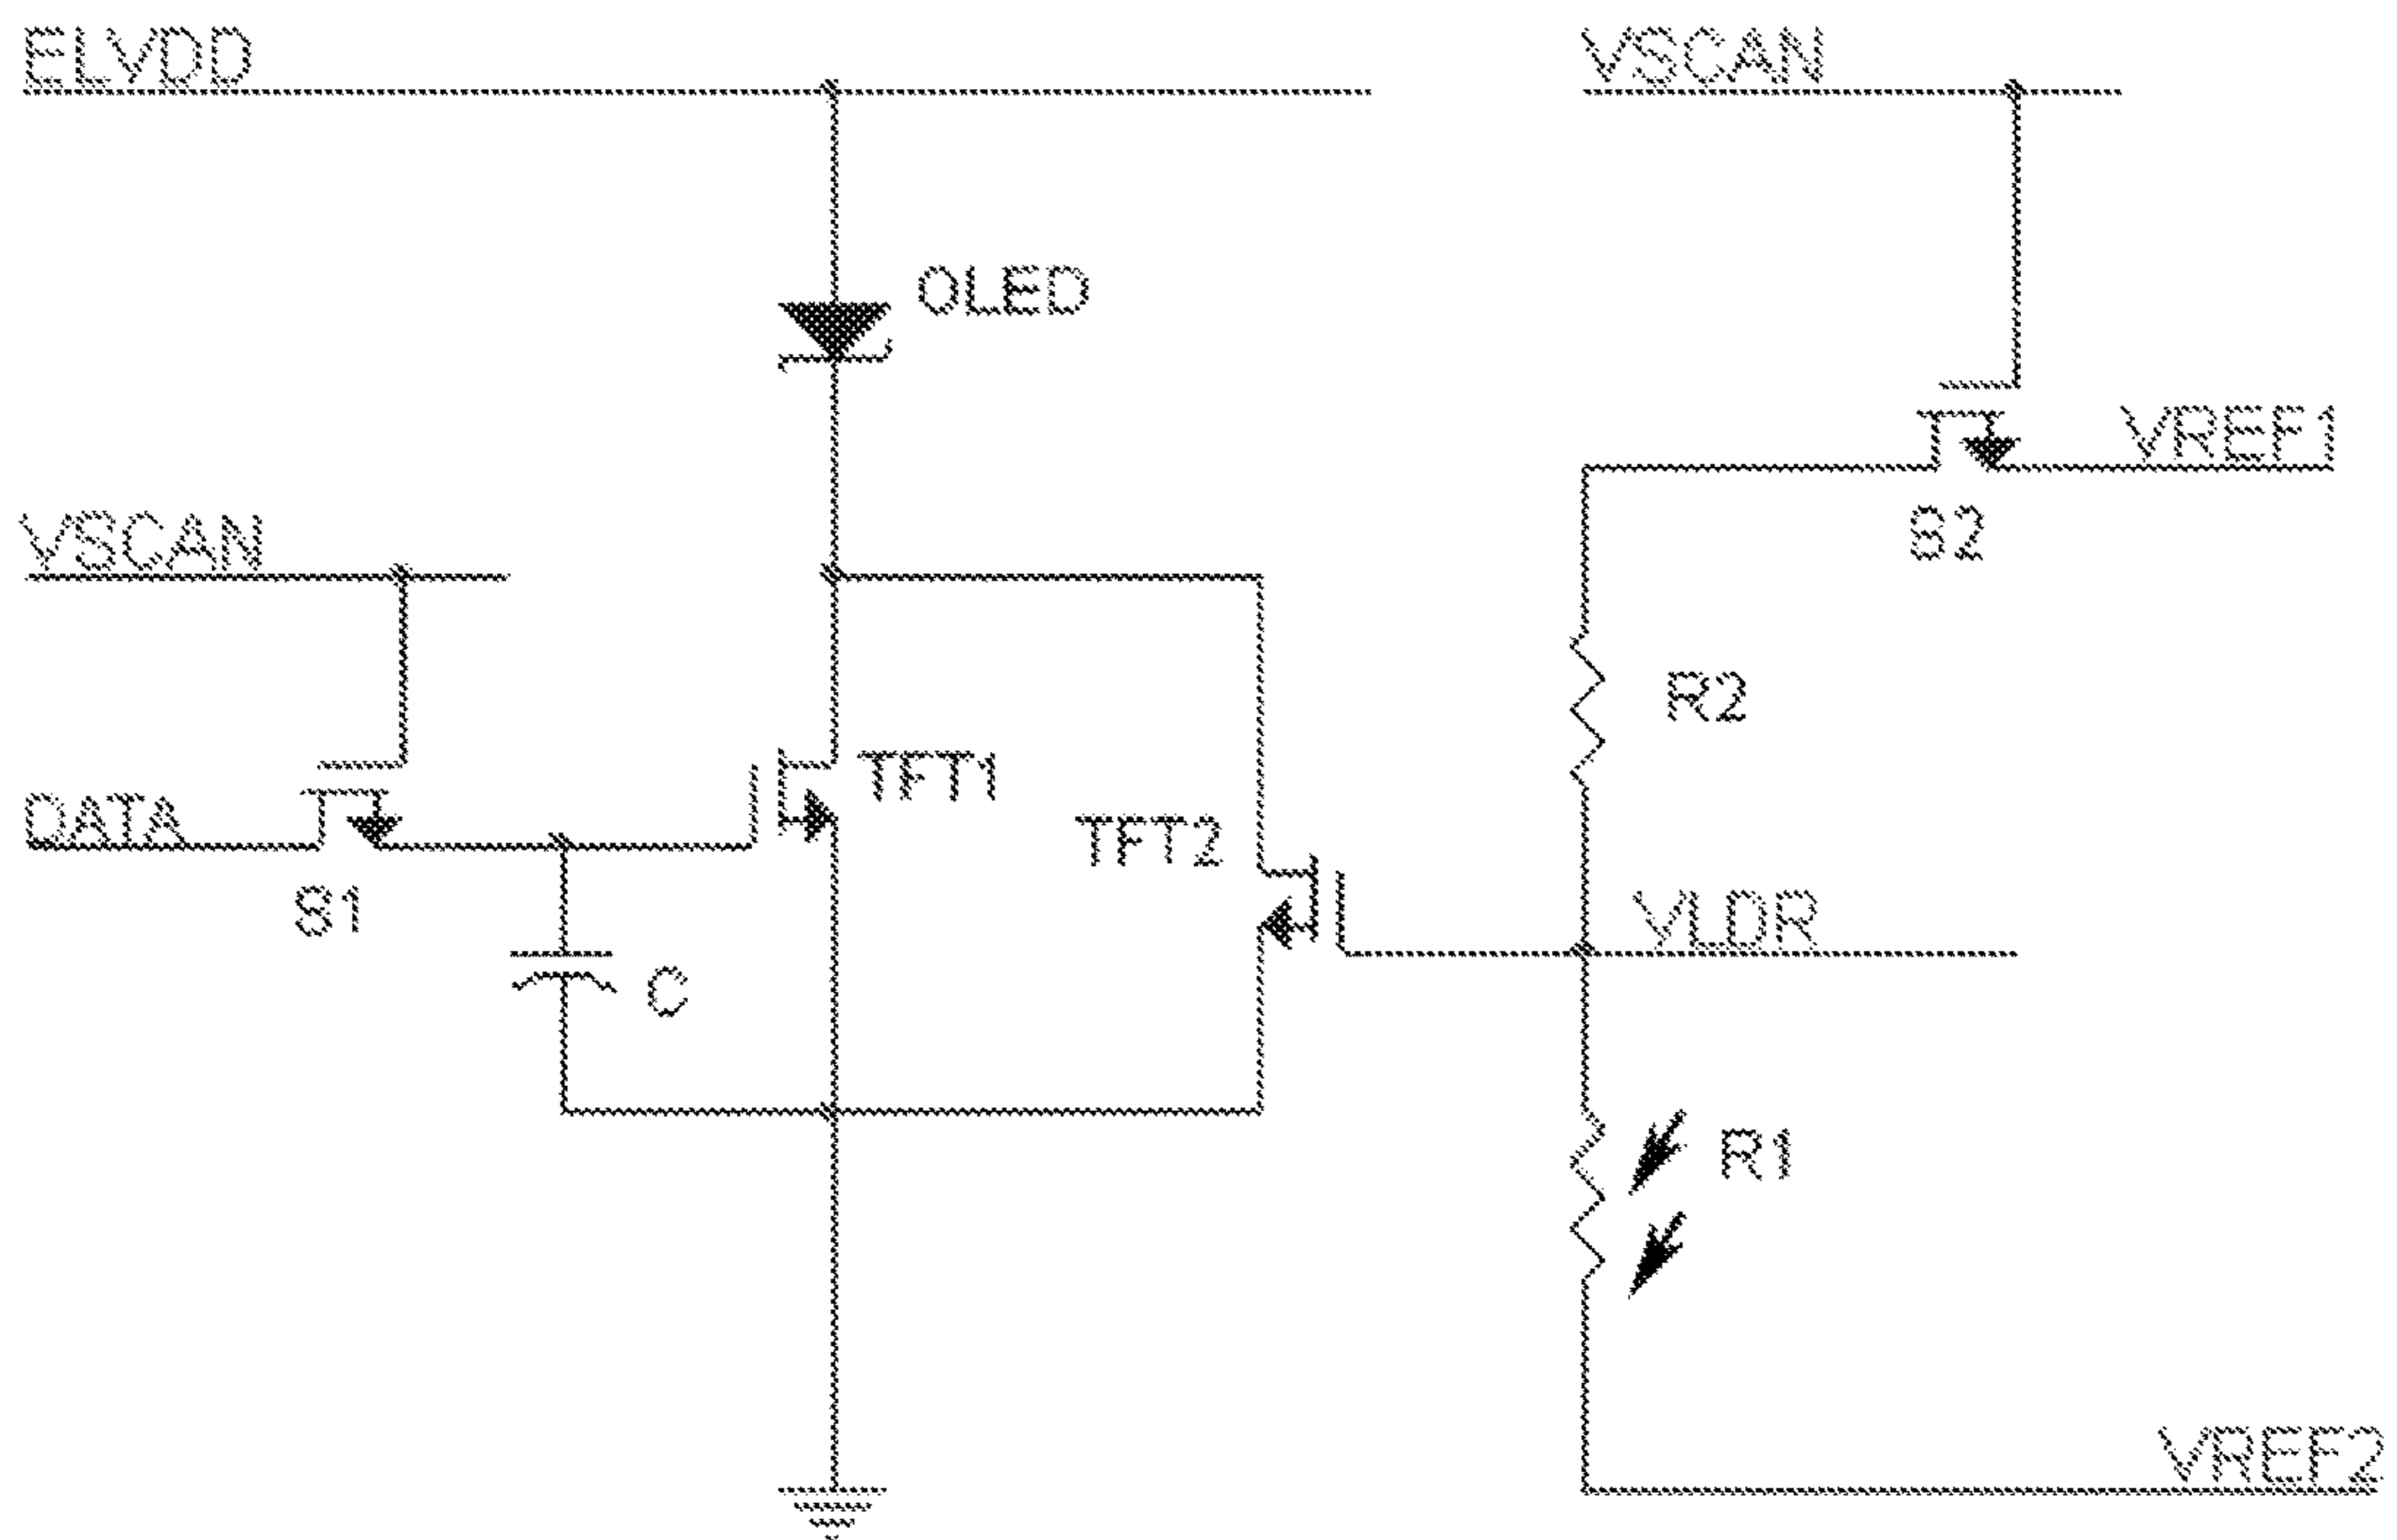 ELVDD
VSCAN
OLED
VREF1
VSCAN
S2
R2
TFT1
DATA
TFT2
S1
VLDR
C
R1
VREF2